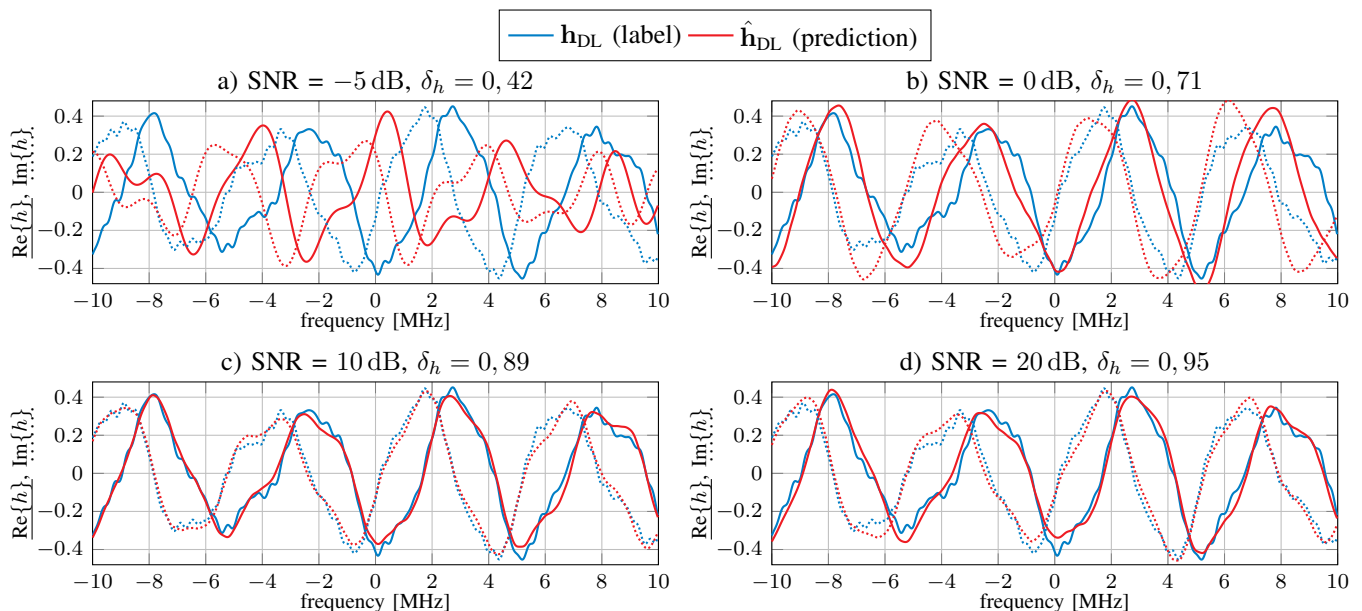 h_DL (label) ĥ_DL (prediction)
a) SNR = −5 dB, δ_h = 0, 42
b) SNR = 0 dB, δ_h = 0, 71
Re{h}, Im{h}
0.4
0.2
0
−0.2
−0.4
−10 −8 −6 −4 −2 0 2 4 6 8 10
frequency [MHz]
Re{h}, Im{h}
0.4
0.2
0
−0.2
−0.4
−10 −8 −6 −4 −2 0 2 4 6 8 10
frequency [MHz]
c) SNR = 10 dB, δ_h = 0, 89
d) SNR = 20 dB, δ_h = 0, 95
Re{h}, Im{h}
0.4
0.2
0
−0.2
−0.4
−10 −8 −6 −4 −2 0 2 4 6 8 10
frequency [MHz]
Re{h}, Im{h}
0.4
0.2
0
−0.2
−0.4
−10 −8 −6 −4 −2 0 2 4 6 8 10
frequency [MHz]